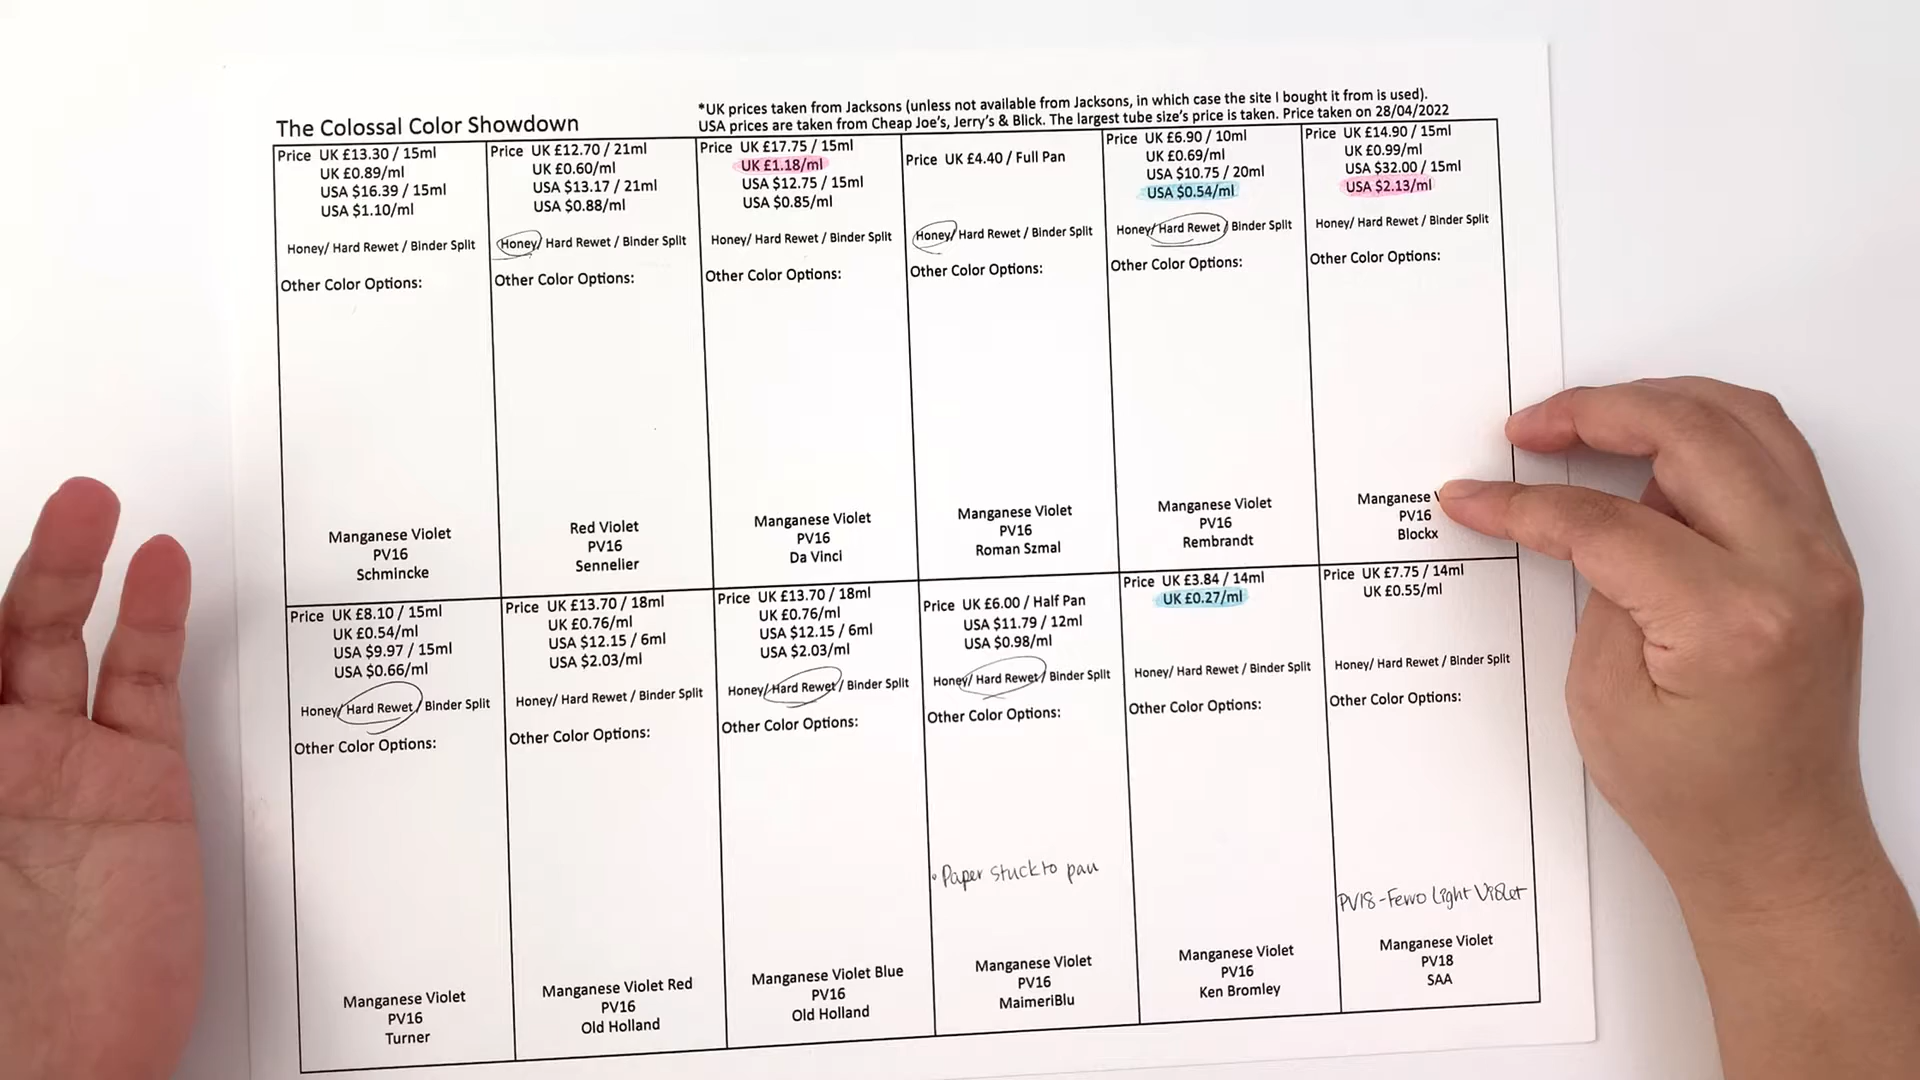 The Colossal Color Showdown
*UK prices taken from Jacksons (unless not available from Jacksons, in which case the site I bought it from is used).
USA prices are taken from Cheap Joe's, Jerry's & Blick. The largest tube size's price is taken. Price taken on 28/04/2022
Price UK £13.30 / 15ml
UK £0.89/ml
USA $16.39 / 15ml
USA $1.10/ml
Honey/ Hard Rewet / Binder Split
Other Color Options:
Manganese Violet
PV16
Schmincke
Price UK £12.70 / 21ml
UK £0.60/ml
USA $13.17 / 21ml
USA $0.88/ml
Honey/ Hard Rewet / Binder Split
Other Color Options:
Red Violet
PV16
Sennelier
Price UK £17.75 / 15ml
UK £1.18/ml
USA $12.75 / 15ml
USA $0.85/ml
Honey/ Hard Rewet / Binder Split
Other Color Options:
Manganese Violet
PV16
Da Vinci
Price UK £4.40 / Full Pan
Honey/ Hard Rewet / Binder Split
Other Color Options:
Manganese Violet
PV16
Roman Szmal
Price UK £6.90 / 10ml
UK £0.69/ml
USA $10.75 / 20ml
USA $0.54/ml
Honey/ Hard Rewet / Binder Split
Other Color Options:
Manganese Violet
PV16
Rembrandt
Price UK £14.90 / 15ml
UK £0.99/ml
USA $32.00 / 15ml
USA $2.13/ml
Honey/ Hard Rewet / Binder Split
Other Color Options:
Manganese
PV16
Blockx
Price UK £8.10 / 15ml
UK £0.54/ml
USA $9.97 / 15ml
USA $0.66/ml
Honey/ Hard Rewet / Binder Split
Other Color Options:
Manganese Violet
PV16
Turner
Price UK £13.70 / 18ml
UK £0.76/ml
USA $12.15 / 6ml
USA $2.03/ml
Honey/ Hard Rewet / Binder Split
Other Color Options:
Manganese Violet Red
PV16
Old Holland
Price UK £13.70 / 18ml
UK £0.76/ml
USA $12.15 / 6ml
USA $2.03/ml
Honey/ Hard Rewet / Binder Split
Other Color Options:
Manganese Violet Blue
PV16
Old Holland
Price UK £6.00 / Half Pan
USA $11.79 / 12ml
USA $0.98/ml
Honey/ Hard Rewet / Binder Split
Other Color Options:
• Paper stuck to pan
Manganese Violet
PV16
MaimeriBlu
Price UK £3.84 / 14ml
UK £0.27/ml
Honey/ Hard Rewet / Binder Split
Other Color Options:
Manganese Violet
PV16
Ken Bromley
Price UK £7.75 / 14ml
UK £0.55/ml
Honey/ Hard Rewet / Binder Split
Other Color Options:
PV18-Ferro Light Violet
Manganese Violet
PV18
SAA